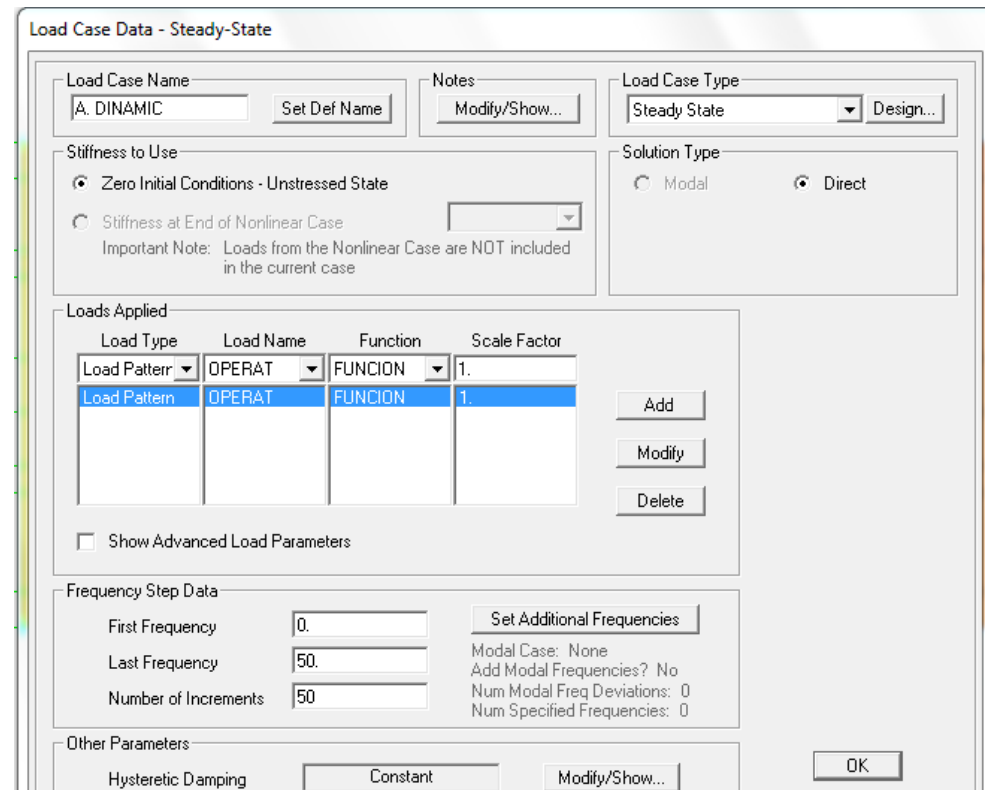 Load Case Data - Steady-State
Load Case Name
A. DINAMIC
Set Def Name
Notes
Modify/Show...
Load Case Type
Steady State
Design...
Stiffness to Use
Zero Initial Conditions - Unstressed State
Stiffness at End of Nonlinear Case
Important Note: Loads from the Nonlinear Case are NOT included
in the current case
Solution Type
Modal
Direct
Loads Applied
Load Type Load Name Function Scale Factor
Load Pattern OPERAT FUNCION 1.
Load Pattern OPERAT FUNCION 1.
Add
Modify
Delete
Show Advanced Load Parameters
Frequency Step Data
First Frequency 0.
Last Frequency 50.
Number of Increments 50
Set Additional Frequencies
Modal Case: None
Add Modal Frequencies? No
Num Modal Freq Deviations: 0
Num Specified Frequencies: 0
Other Parameters
Hysteretic Damping Constant Modify/Show...
OK